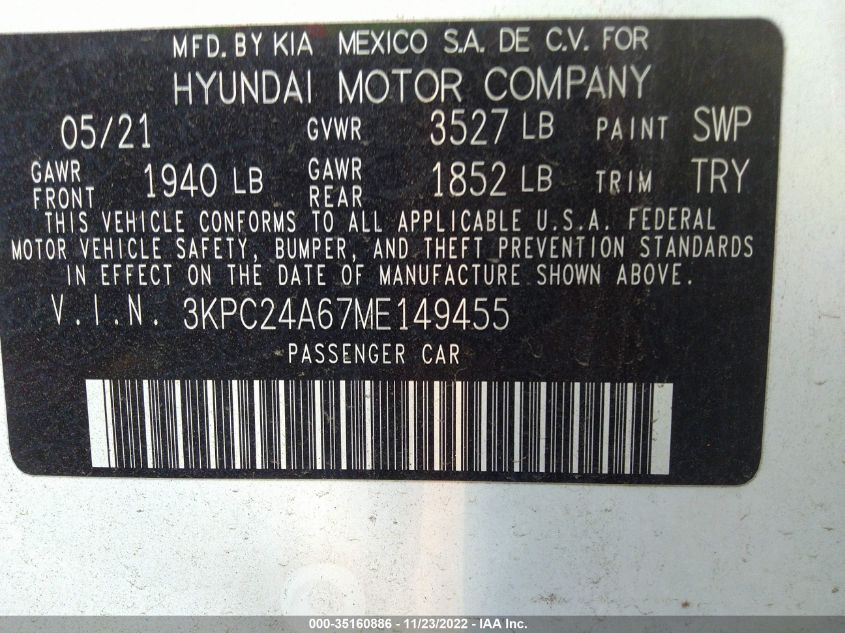 MFD. BY KIA MEXICO S.A. DE C.V. FOR
HYUNDAI MOTOR COMPANY
05/21 GVWR 3527 LB PAINT SWP
GAWR FRONT 1940 LB GAWR REAR 1852 LB TRIM TRY
THIS VEHICLE CONFORMS TO ALL APPLICABLE U.S.A. FEDERAL
MOTOR VEHICLE SAFETY, BUMPER, AND THEFT PREVENTION STANDARDS
IN EFFECT ON THE DATE OF MANUFACTURE SHOWN ABOVE.
V.I.N. 3KPC24A67ME149455
PASSENGER CAR
000-35160886 - 11/23/2022 - IAA Inc.